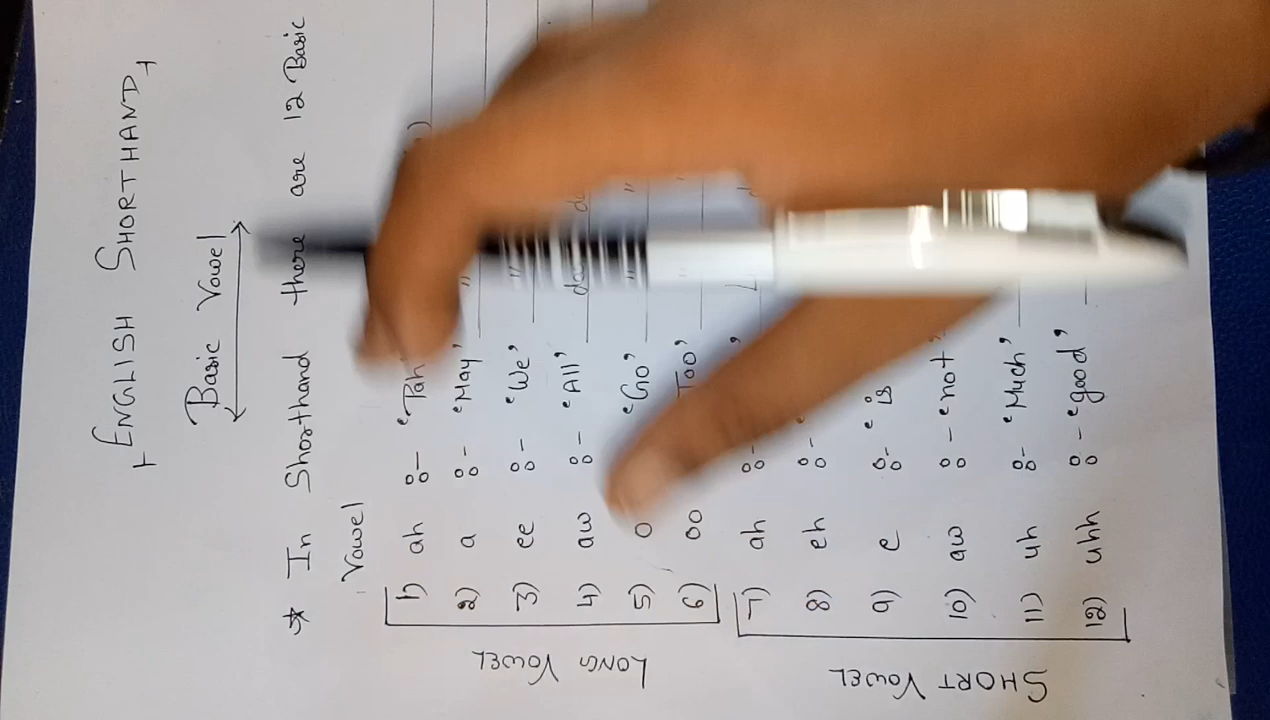 ENGLISH SHORTHAND
Basic Vowel
* In Shorthand there are 12 Basic
Vowel
LONG VOWEL
1) ah :- "Pah
2) a :- "May" "
3) ee :- "We" "
4) aw :- "All"
5) o "Go" " "
6) oo Too" "
SHORT VOWEL
7) ah :-
8) eh :-
9) e :- "is
10) aw :- "not"
11) uh :- "Much"
12) uhh :- "good"